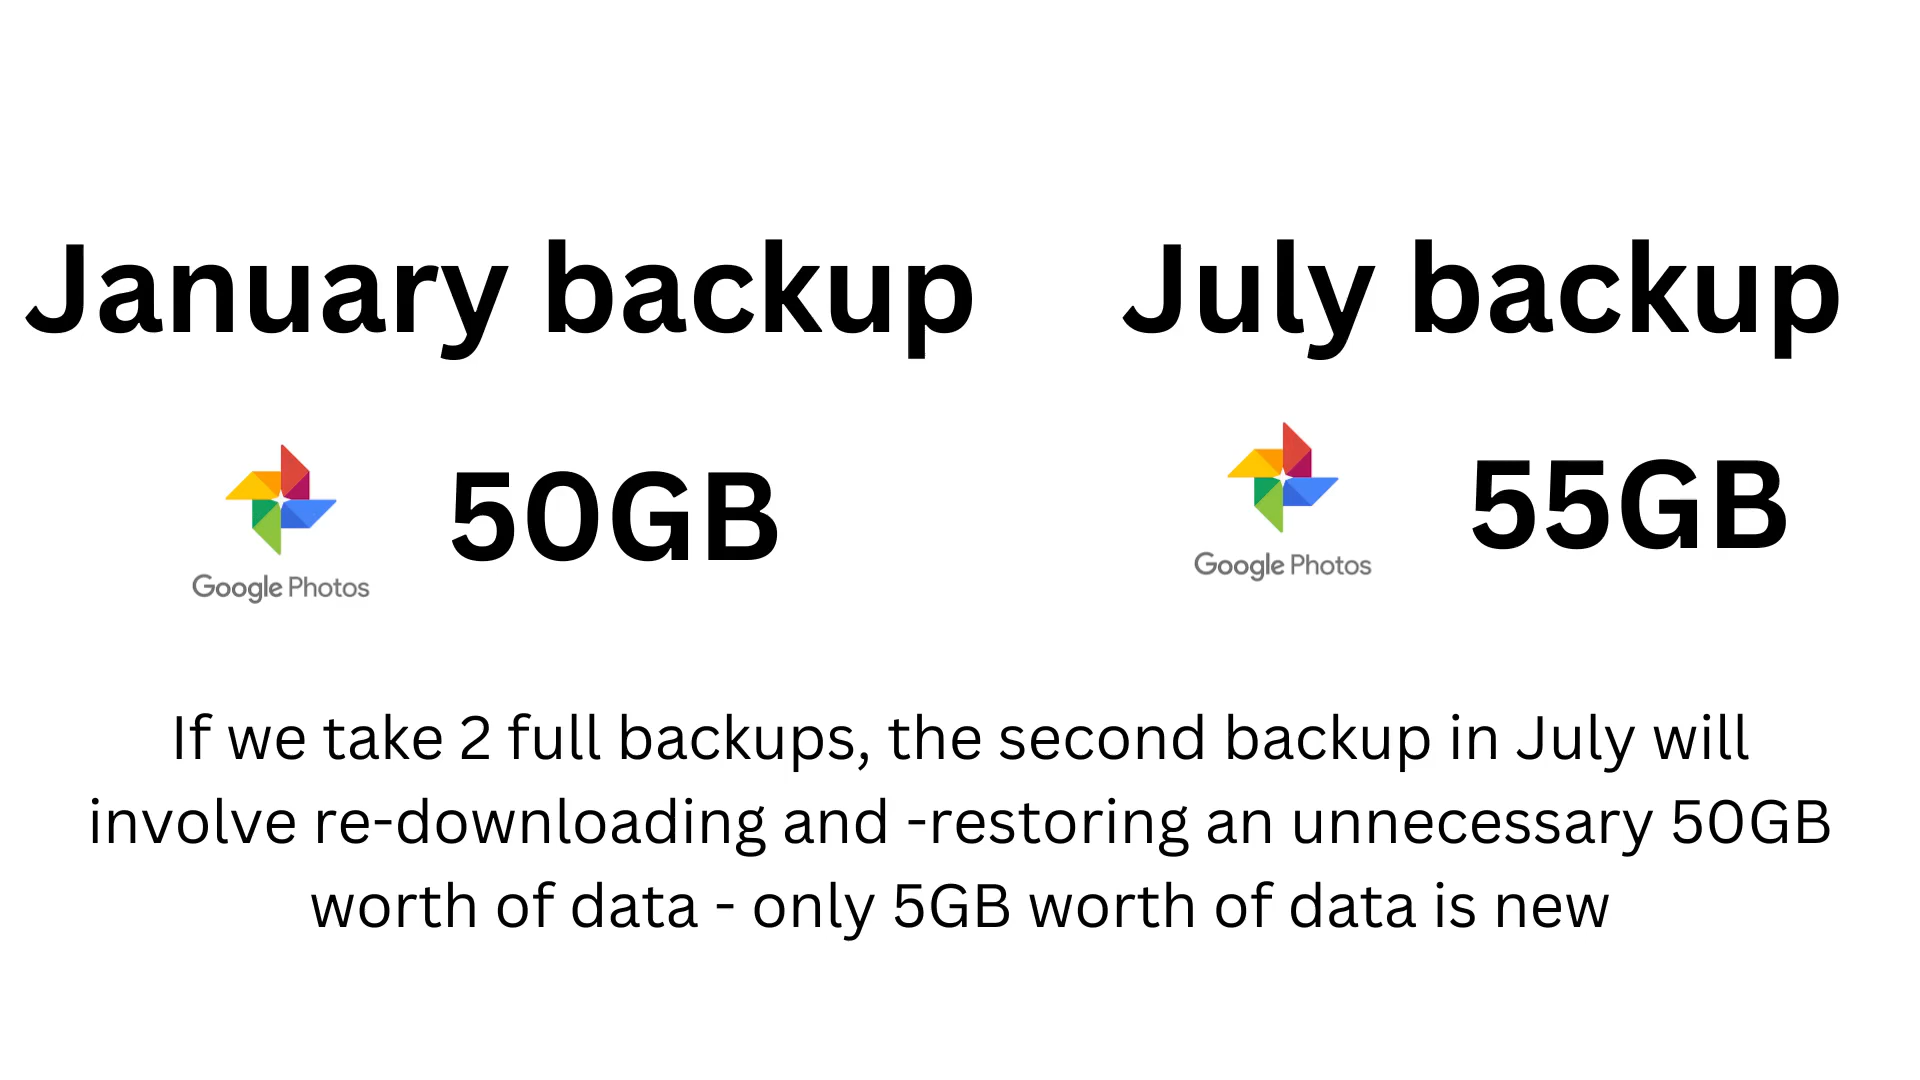 January backup
July backup
50GB
55GB
Google Photos
Google Photos
If we take 2 full backups, the second backup in July will
involve re-downloading and -restoring an unnecessary 50GB
worth of data - only 5GB worth of data is new